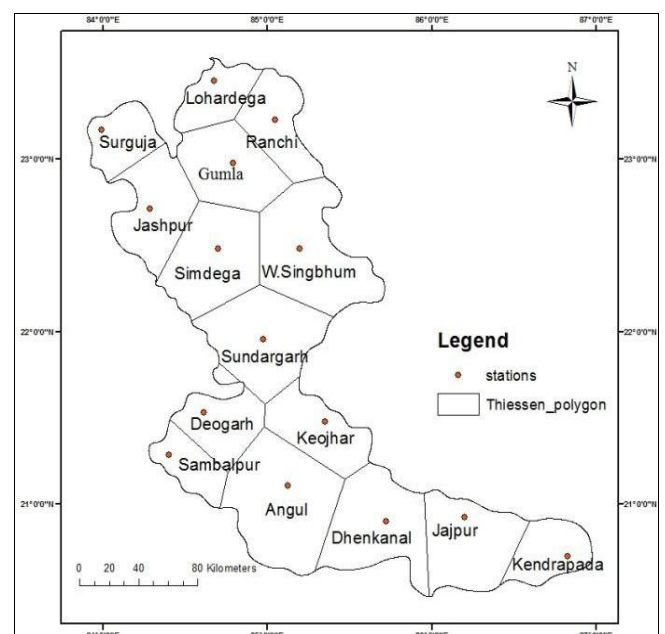 84°0'0"E 85°0'0"E 86°0'0"E 87°0'0"E
N
Lohardega
Ranchi
Surguja
23°0'0"N 23°0'0"N
Gumla
Jashpur
Simdega
W.Singbhum
22°0'0"N 22°0'0"N
Sundargarh
Legend
stations
Thiessen_polygon
Deogarh
Keojhar
Sambalpur
21°0'0"N 21°0'0"N
Angul
Dhenkanal
Jajpur
Kendrapada
0 20 40 80 Kilometers